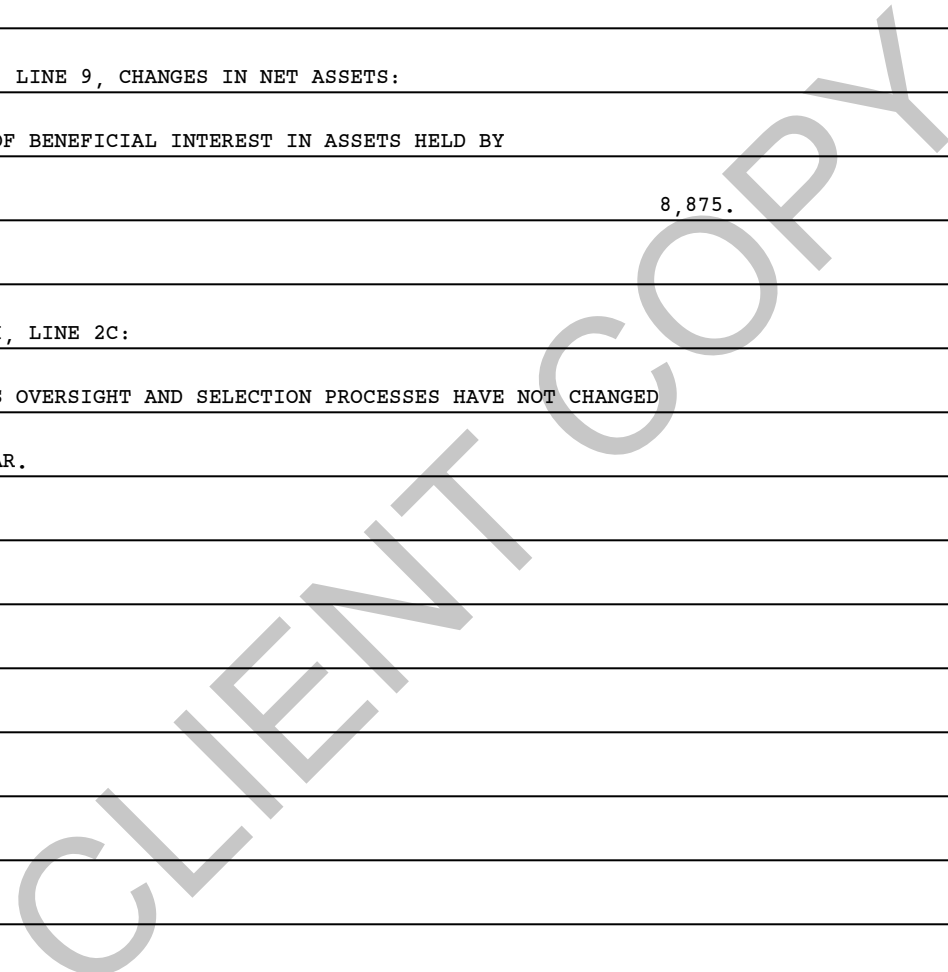 LINE 9, CHANGES IN NET ASSETS:
OF BENEFICIAL INTEREST IN ASSETS HELD BY
8,875.
, LINE 2C:
OVERSIGHT AND SELECTION PROCESSES HAVE NOT CHANGED
AR.
CLIENT COPY